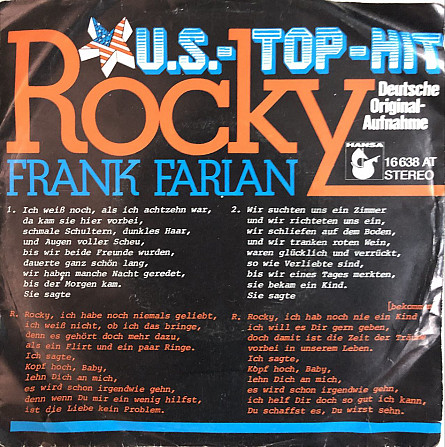 U.S.-TOP-HIT
Rocky
Deutsche
Original-
Aufnahme
HANSA
FRANK FARIAN
16 638 AT
STEREO
1. Ich weiß noch, als ich achtzehn war,
da kam sie hier vorbei,
schmale Schultern, dunkles Haar,
und Augen voller Scheu,
bis wir beide Freunde wurden,
dauerte ganz schön lang,
wir haben manche Nacht geredet,
bis der Morgen kam.
Sie sagte
R. Rocky, ich habe noch niemals geliebt,
ich weiß nicht, ob ich das bringe,
denn es gehört doch mehr dazu,
als ein Flirt und ein paar Ringe.
Ich sagte,
Kopf hoch, Baby,
lehn Dich an mich,
es wird schon irgendwie gehn,
denn wenn Du mir ein wenig hilfst,
ist die Liebe kein Problem.
2. Wir suchten uns ein Zimmer
und wir richteten uns ein,
wir schliefen auf dem Boden,
und wir tranken roten Wein,
waren glücklich und verrückt,
so wie Verliebte sind,
bis wir eines Tages merkten,
sie bekam ein Kind.
Sie sagte
[bekommen
R. Rocky, ich hab noch nie ein Kind
ich will es Dir gern geben,
doch damit ist die Zeit der Träume
vorbei in unserem Leben.
Ich sagte,
Kopf hoch, Baby,
lehn Dich an mich,
es wird schon irgendwie gehn,
ich helf Dir doch so gut ich kann,
Du schaffst es, Du wirst sehn.